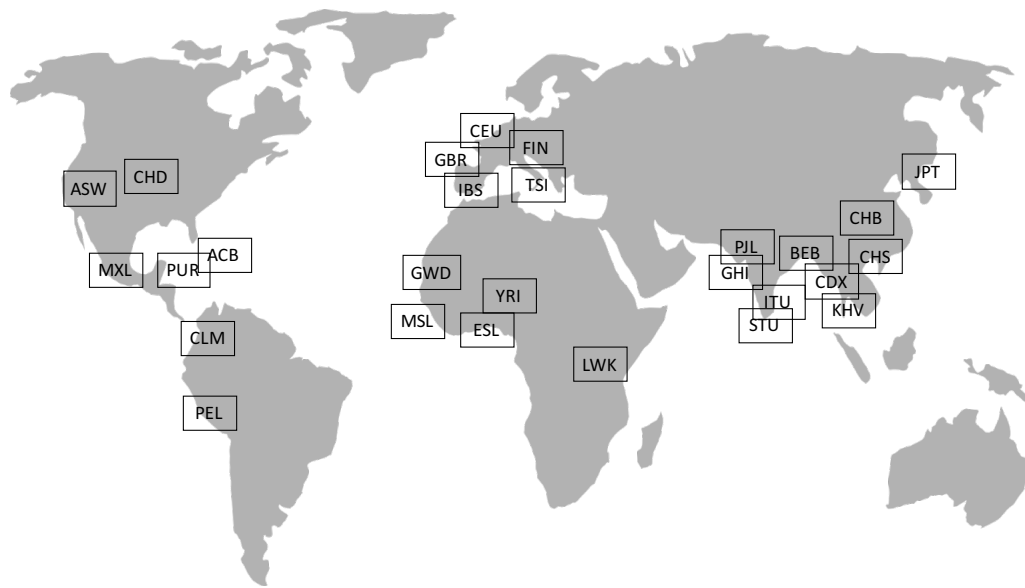 CEU
FIN
GBR
IBS
TSI
JPT
CHD
ASW
CHB
ACB
MXL
PUR
PJL
BEB
CHS
GHI
CDX
GWD
YRI
ITU
KHV
MSL
ESL
STU
CLM
LWK
PEL